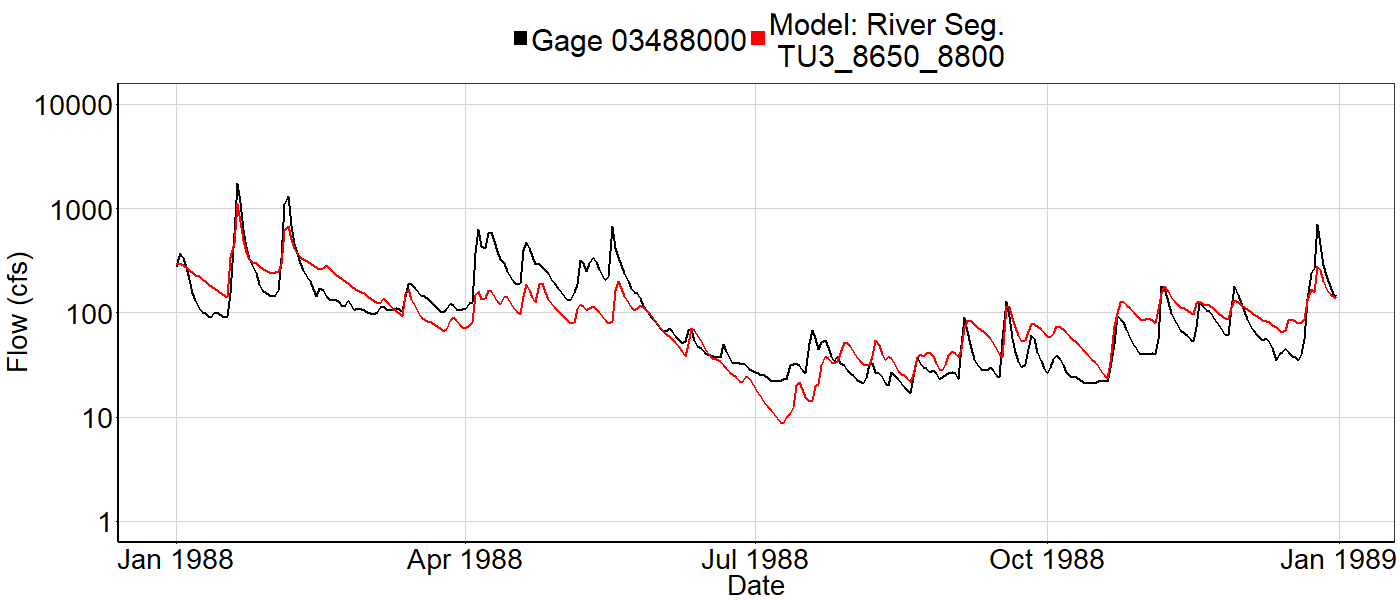 Gage 03488000
Model: River Seg.
TU3_8650_8800
Flow (cfs)
10000
1000
100
10
1
Jan 1988
Apr 1988
Jul 1988
Oct 1988
Jan 1989
Date